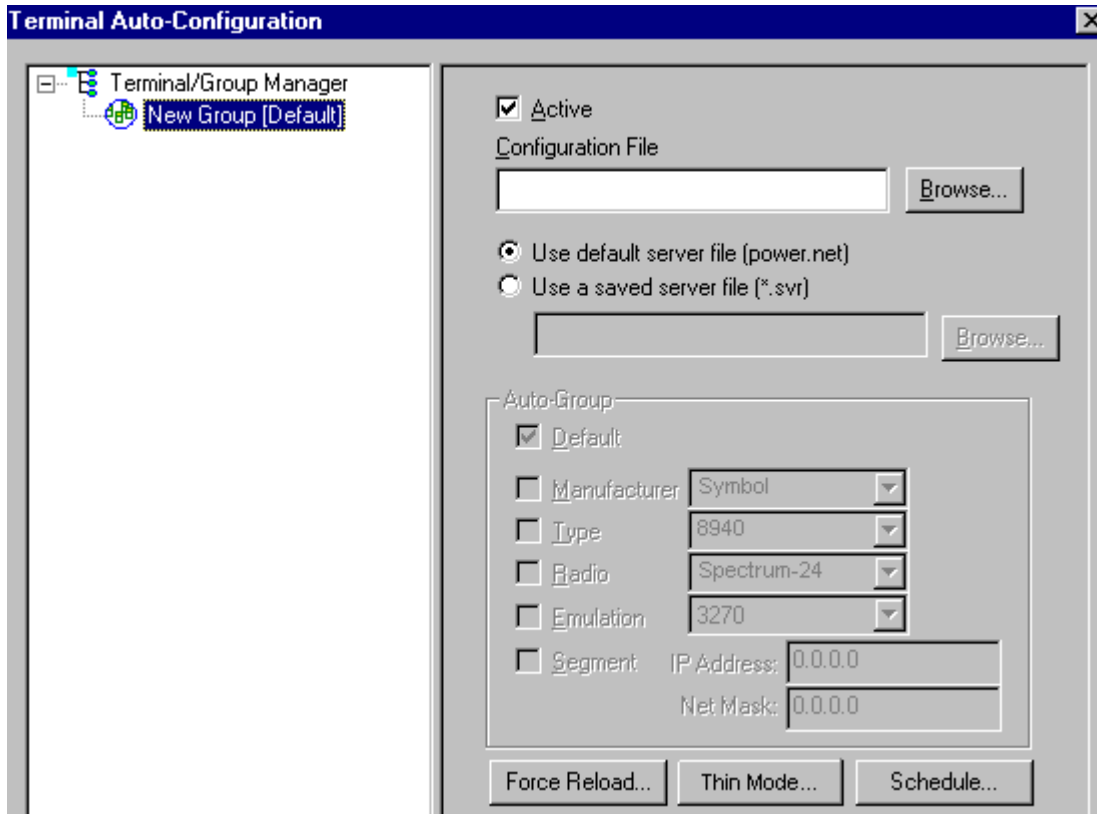 Terminal Auto-Configuration
Terminal/Group Manager
New Group [Default]
Active
Configuration File
Browse...
Use default server file (power.net)
Use a saved server file (*.svr)
Browse...
Auto-Group
Default
Manufacturer Symbol
Type 8940
Radio Spectrum-24
Emulation 3270
Segment IP Address: 0.0.0.0
Net Mask: 0.0.0.0
Force Reload... Thin Mode... Schedule...